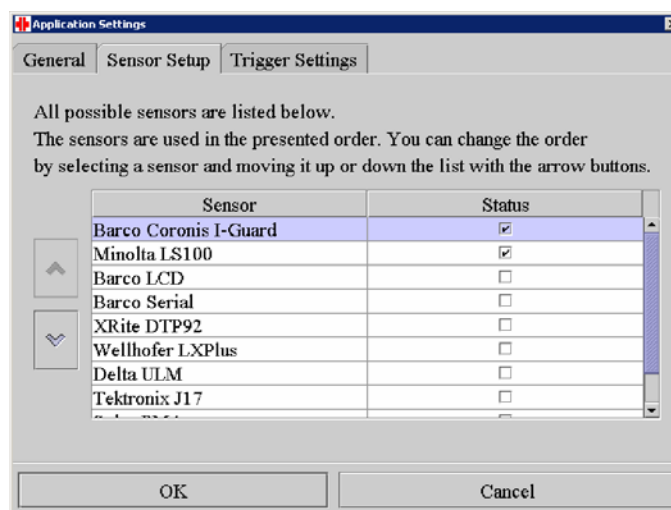 Application Settings
General Sensor Setup Trigger Settings
All possible sensors are listed below.
The sensors are used in the presented order. You can change the order
by selecting a sensor and moving it up or down the list with the arrow buttons.
Sensor Status
Barco Coronis I-Guard
Minolta LS100
Barco LCD
Barco Serial
XRite DTP92
Wellhofer LXPlus
Delta ULM
Tektronix J17
OK Cancel